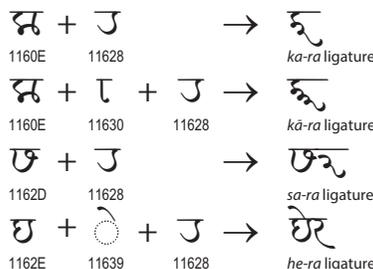 𑘎 + 𑘨 → 𑘎𑘨
1160E 11628 ka-ra ligature
𑘎 + 𑘰 + 𑘨 → 𑘎𑘰𑘨
1160E 11630 11628 kā-ra ligature
𑘭 + 𑘨 → 𑘭𑘨
1162D 11628 sa-ra ligature
𑘮 + ◌𑘹 + 𑘨 → 𑘮𑘹𑘨
1162E 11639 11628 he-ra ligature